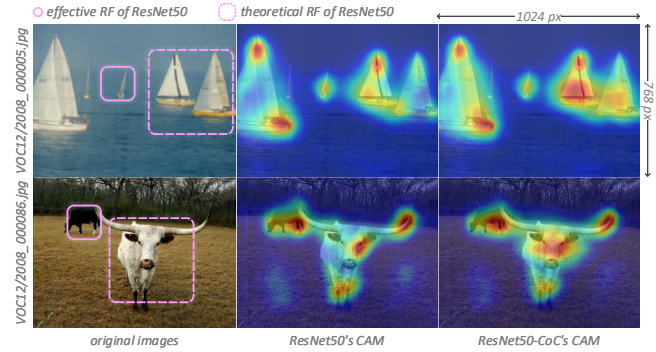 effective RF of ResNet50
theoretical RF of ResNet50
1024 px
VOC12/2008_000005.jpg
768 px
VOC12/2008_000086.jpg
original images
ResNet50's CAM
ResNet50-CoC's CAM